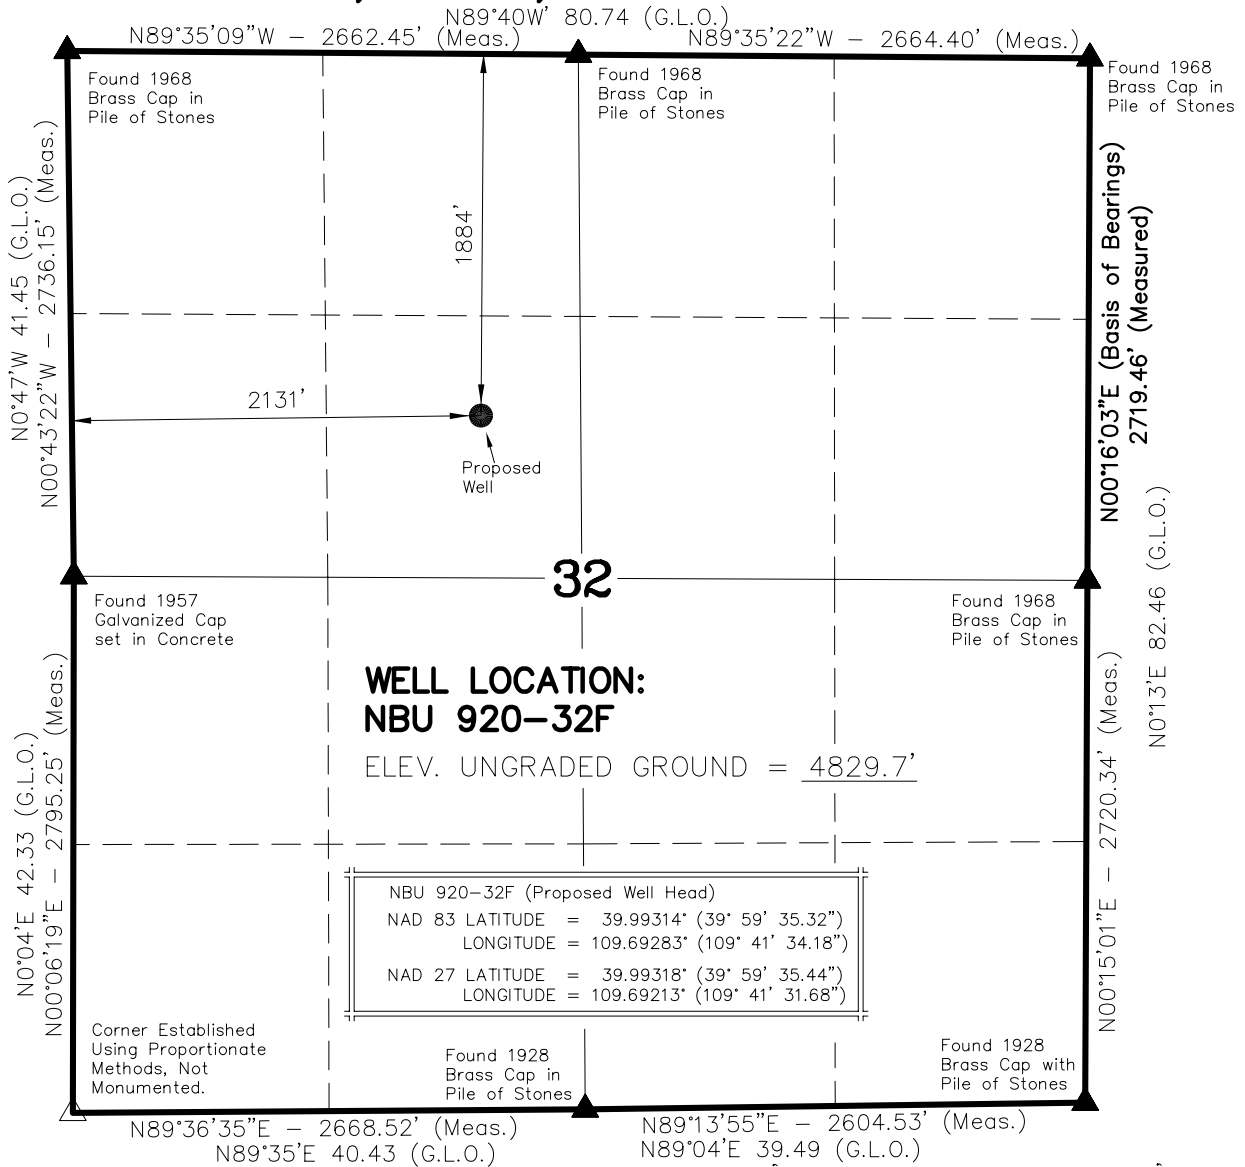 N89°40W' 80.74 (G.L.O.)
N89°35'09"W – 2662.45' (Meas.)
N89°35'22"W – 2664.40' (Meas.)
Found 1968
Brass Cap in
Pile of Stones
Found 1968
Brass Cap in
Pile of Stones
Found 1968
Brass Cap in
Pile of Stones
N0°47'W 41.45 (G.L.O.)
N00°43'22"W – 2736.15' (Meas.)
1884'
2131'
Proposed
Well
N00°16'03"E (Basis of Bearings)
2719.46' (Measured)
N0°13'E 82.46 (G.L.O.)
32
Found 1957
Galvanized Cap
set in Concrete
Found 1968
Brass Cap in
Pile of Stones
WELL LOCATION:
NBU 920–32F
ELEV. UNGRADED GROUND = 4829.7'
N0°04'E 42.33 (G.L.O.)
N00°06'19"E – 2795.25' (Meas.)
N00°15'01"E – 2720.34' (Meas.)
NBU 920–32F (Proposed Well Head)
NAD 83 LATITUDE = 39.99314° (39° 59' 35.32")
LONGITUDE = 109.69283° (109° 41' 34.18")
NAD 27 LATITUDE = 39.99318° (39° 59' 35.44")
LONGITUDE = 109.69213° (109° 41' 31.68")
Corner Established
Using Proportionate
Methods, Not
Monumented.
Found 1928
Brass Cap in
Pile of Stones
Found 1928
Brass Cap with
Pile of Stones
N89°36'35"E – 2668.52' (Meas.)
N89°35'E 40.43 (G.L.O.)
N89°13'55"E – 2604.53' (Meas.)
N89°04'E 39.49 (G.L.O.)